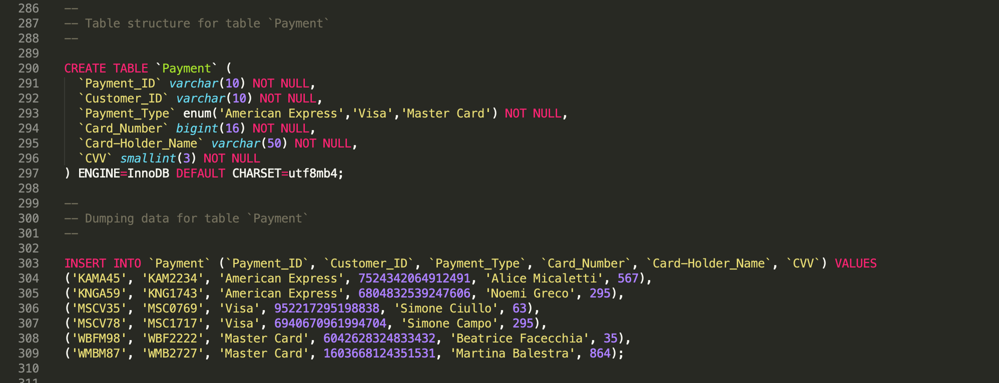 286 --
287 -- Table structure for table `Payment`
288 --
289
290 CREATE TABLE `Payment` (
291 `Payment_ID` varchar(10) NOT NULL,
292 `Customer_ID` varchar(10) NOT NULL,
293 `Payment_Type` enum('American Express','Visa','Master Card') NOT NULL,
294 `Card_Number` bigint(16) NOT NULL,
295 `Card-Holder_Name` varchar(50) NOT NULL,
296 `CVV` smallint(3) NOT NULL
297 ) ENGINE=InnoDB DEFAULT CHARSET=utf8mb4;
298
299 --
300 -- Dumping data for table `Payment`
301 --
302
303 INSERT INTO `Payment` (`Payment_ID`, `Customer_ID`, `Payment_Type`, `Card_Number`, `Card-Holder_Name`, `CVV`) VALUES
304 ('KAMA45', 'KAM2234', 'American Express', 7524342064912491, 'Alice Micaletti', 567),
305 ('KNGA59', 'KNG1743', 'American Express', 6804832539247606, 'Noemi Greco', 295),
306 ('MSCV35', 'MSC0769', 'Visa', 952217295198838, 'Simone Ciullo', 63),
307 ('MSCV78', 'MSC1717', 'Visa', 6940670961994704, 'Simone Campo', 295),
308 ('WBFM98', 'WBF2222', 'Master Card', 6042628324833432, 'Beatrice Facecchia', 35),
309 ('WMBM87', 'WMB2727', 'Master Card', 1603668124351531, 'Martina Balestra', 864);
310
311